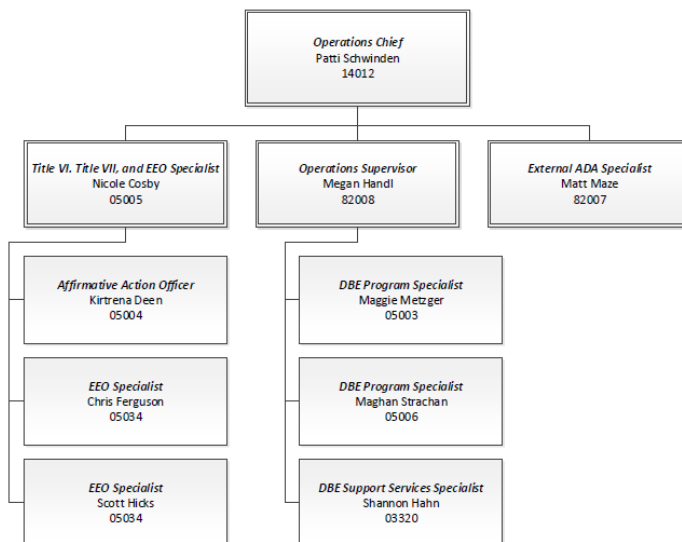 Operations Chief
Patti Schwinden
14012
Title VI. Title VII, and EEO Specialist
Nicole Cosby
05005
Operations Supervisor
Megan Handl
82008
External ADA Specialist
Matt Maze
82007
Affirmative Action Officer
Kirtrena Deen
05004
DBE Program Specialist
Maggie Metzger
05003
EEO Specialist
Chris Ferguson
05034
DBE Program Specialist
Maghan Strachan
05006
EEO Specialist
Scott Hicks
05034
DBE Support Services Specialist
Shannon Hahn
03320